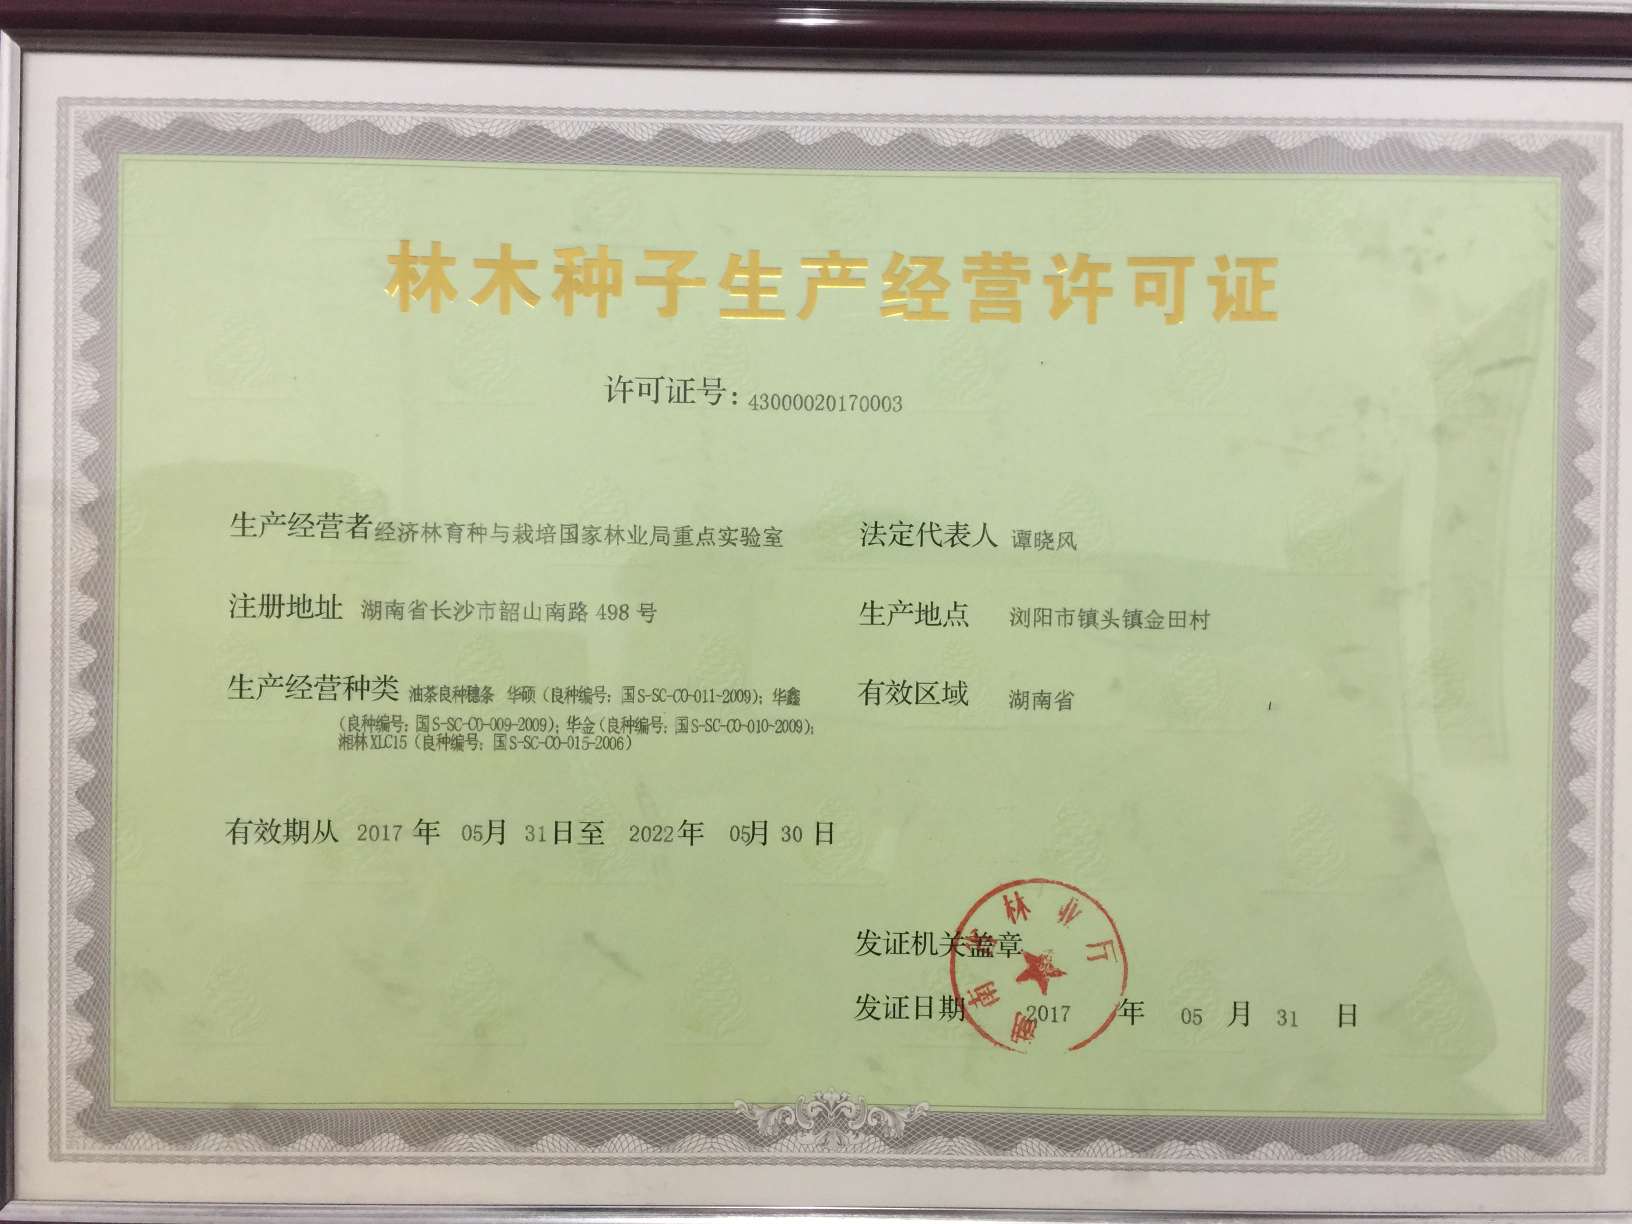 林木种子生产经营许可证
许可证号: 43000020170003
生产经营者 经济林育种与栽培国家林业局重点实验室
法定代表人 谭晓风
注册地址 湖南省长沙市韶山南路 498 号
生产地点 浏阳市镇头镇金田村
生产经营种类 油茶良种穗条 华硕（良种编号：国S-SC-CO-011-2009）；华鑫
（良种编号：国S-SC-CO-009-2009）；华金（良种编号：国S-SC-CO-010-2009）；
湘林XLC15（良种编号：国S-SC-CO-015-2006）
有效区域 湖南省
有效期从 2017 年 05月 31日至 2022年 05月 30 日
发证机关盖章
湖南省林业厅
发证日期 2017 年 05 月 31 日